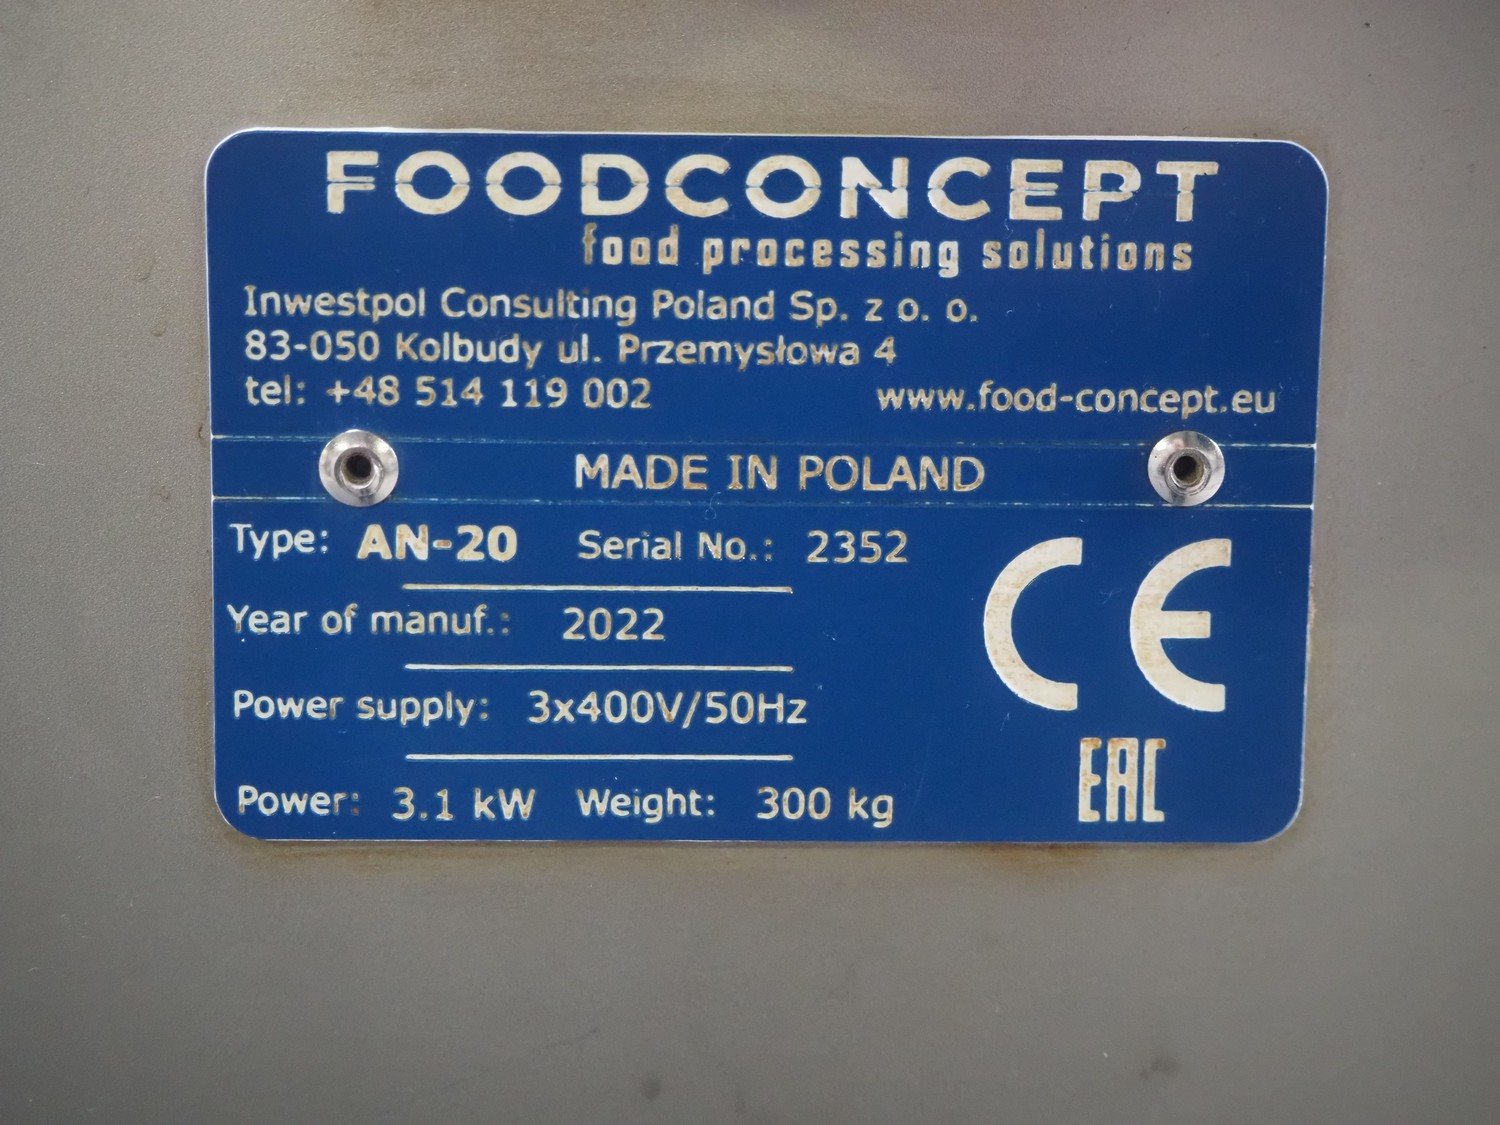 FOODCONCEPT
food processing solutions
Inwestpol Consulting Poland Sp. z o. o.
83-050 Kolbudy ul. Przemysłowa 4
tel: +48 514 119 002 www.food-concept.eu
MADE IN POLAND
Type: AN-20 Serial No.: 2352
Year of manuf.: 2022
Power supply: 3x400V/50Hz
Power: 3.1 kW Weight: 300 kg
CE
EAC